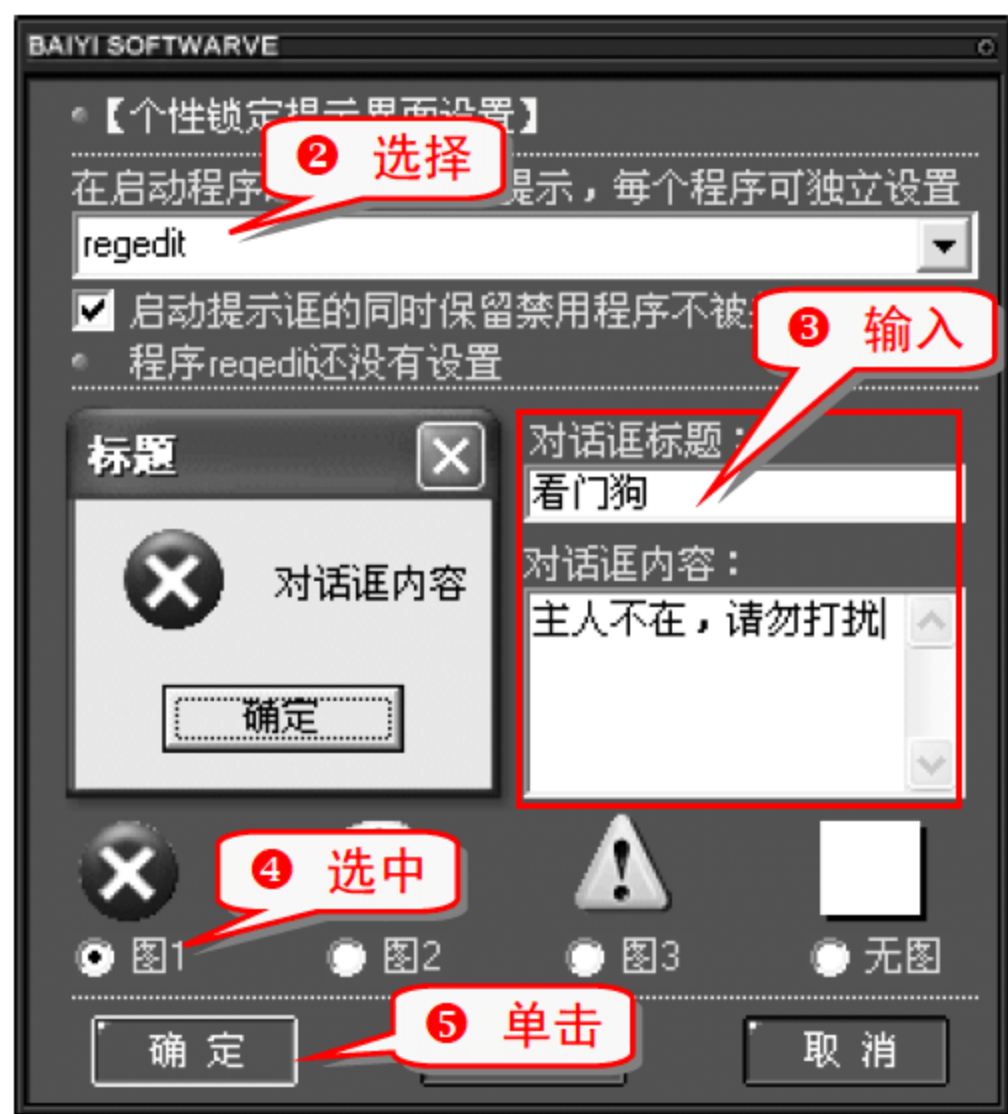 BAIYI SOFTWARVE
【个性锁定提示界面设置】
❷ 选择
在启动程序 提示，每个程序可独立设置
regedit
启动提示诓的同时保留禁用程序不被
❸ 输入
程序regedit还没有设置
标题
对话诓标题：
看门狗
对话诓内容
对话诓内容：
主人不在，请勿打扰
确定
❹ 选中
图1
图2
图3
无图
❺ 单击
确 定
取 消